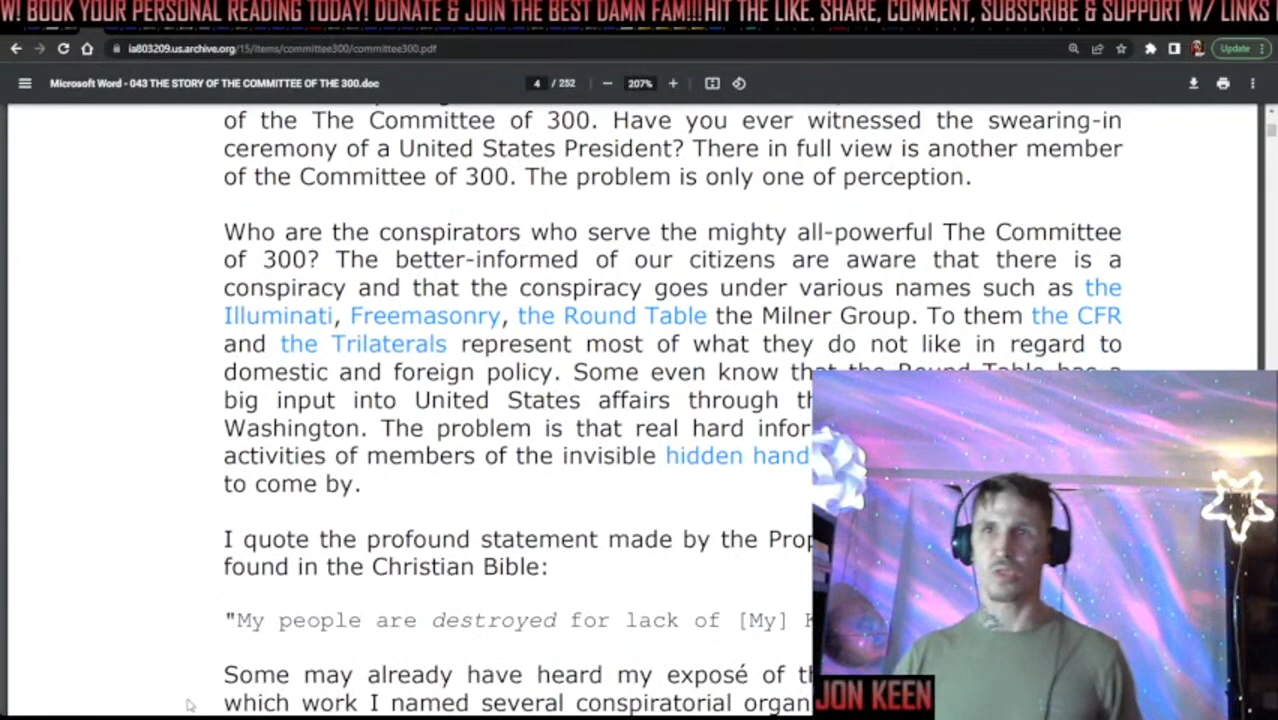 W! BOOK YOUR PERSONAL READING TODAY! DONATE & JOIN THE BEST DAMN FAM!!! HIT THE LIKE. SHARE, COMMENT, SUBSCRIBE & SUPPORT W/ LINKS
ia803209.us.archive.org/15/items/committee300/committee300.pdf
Update
Microsoft Word - 043 THE STORY OF THE COMMITTEE OF THE 300.doc
4 / 252
207%
of the The Committee of 300. Have you ever witnessed the swearing-in
ceremony of a United States President? There in full view is another member
of the Committee of 300. The problem is only one of perception.
Who are the conspirators who serve the mighty all-powerful The Committee
of 300? The better-informed of our citizens are aware that there is a
conspiracy and that the conspiracy goes under various names such as the
Illuminati, Freemasonry, the Round Table the Milner Group. To them the CFR
and the Trilaterals represent most of what they do not like in regard to
domestic and foreign policy. Some even know that the Round Table has a
big input into United States affairs through
Washington. The problem is that real hard
activities of members of the invisible hidden hand
to come by.
I quote the profound statement made by the
found in the Christian Bible:
"My people are destroyed for lack of [My]
Some may already have heard my exposé of
which work I named several conspiratorial
JON KEEN